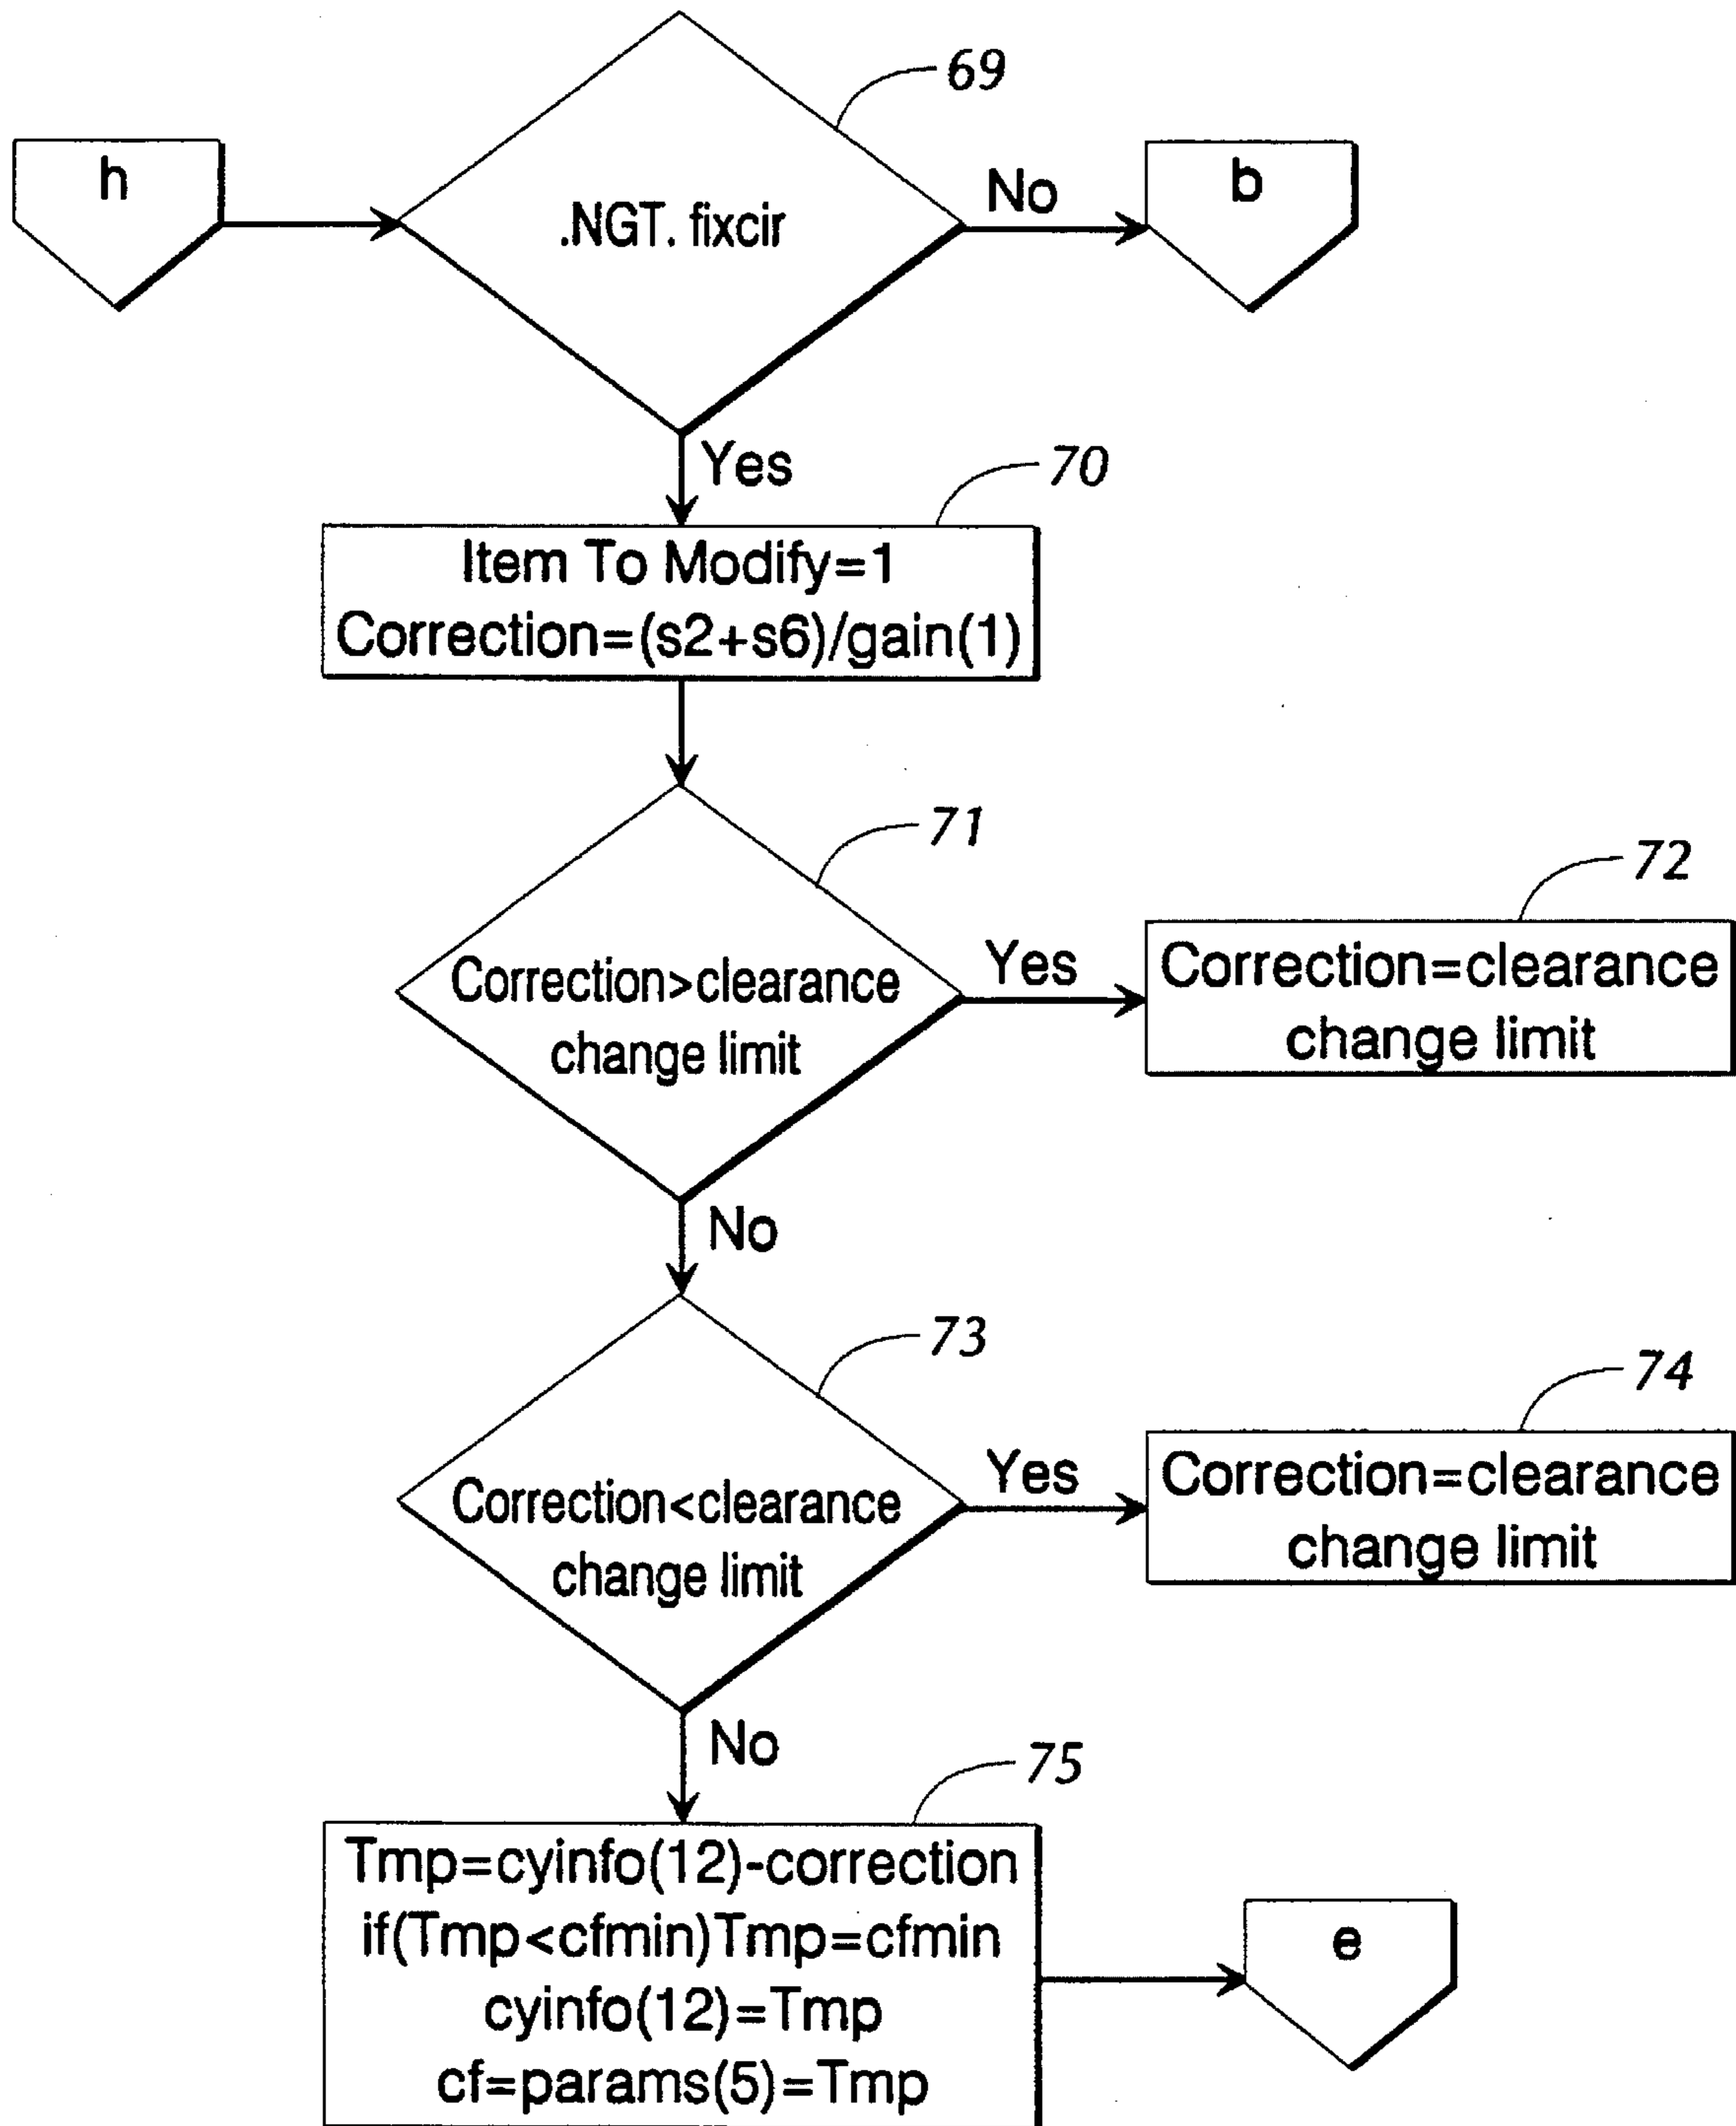 69
h
.NGT. fixcir
No
b
Yes
70
Item To Modify=1
Correction=(s2+s6)/gain(1)
71
Correction>clearance
change limit
Yes
72
Correction=clearance
change limit
No
73
Correction<clearance
change limit
Yes
74
Correction=clearance
change limit
No
75
Tmp=cyinfo(12)-correction
if(Tmp<cfmin)Tmp=cfmin
cyinfo(12)=Tmp
cf=params(5)=Tmp
e